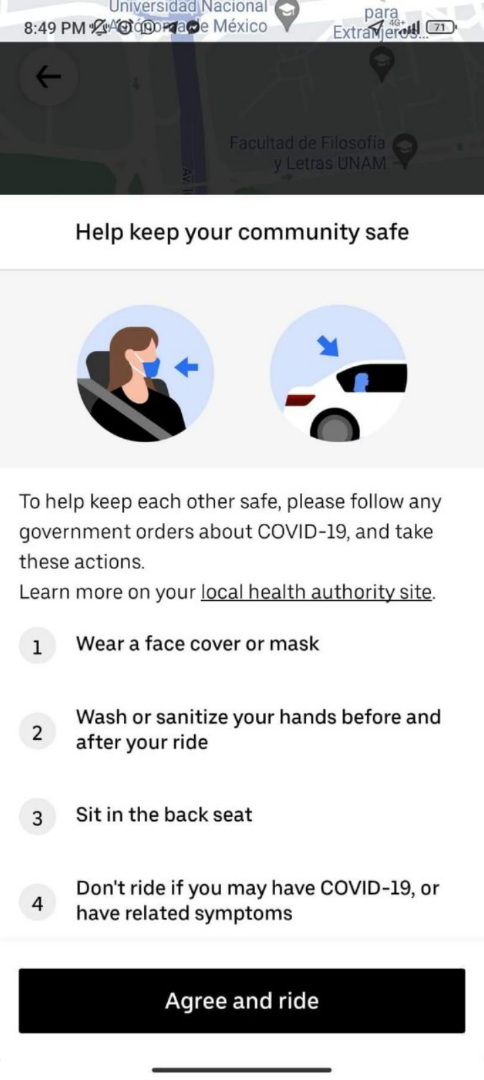 Universidad Nacional
para
8:49 PM
de México
4G+
71
Facultad de Filosofía
y Letras UNAM
Help keep your community safe
To help keep each other safe, please follow any
government orders about COVID-19, and take
these actions.
Learn more on your local health authority site.
1 Wear a face cover or mask
2 Wash or sanitize your hands before and
after your ride
3 Sit in the back seat
4 Don't ride if you may have COVID-19, or
have related symptoms
Agree and ride